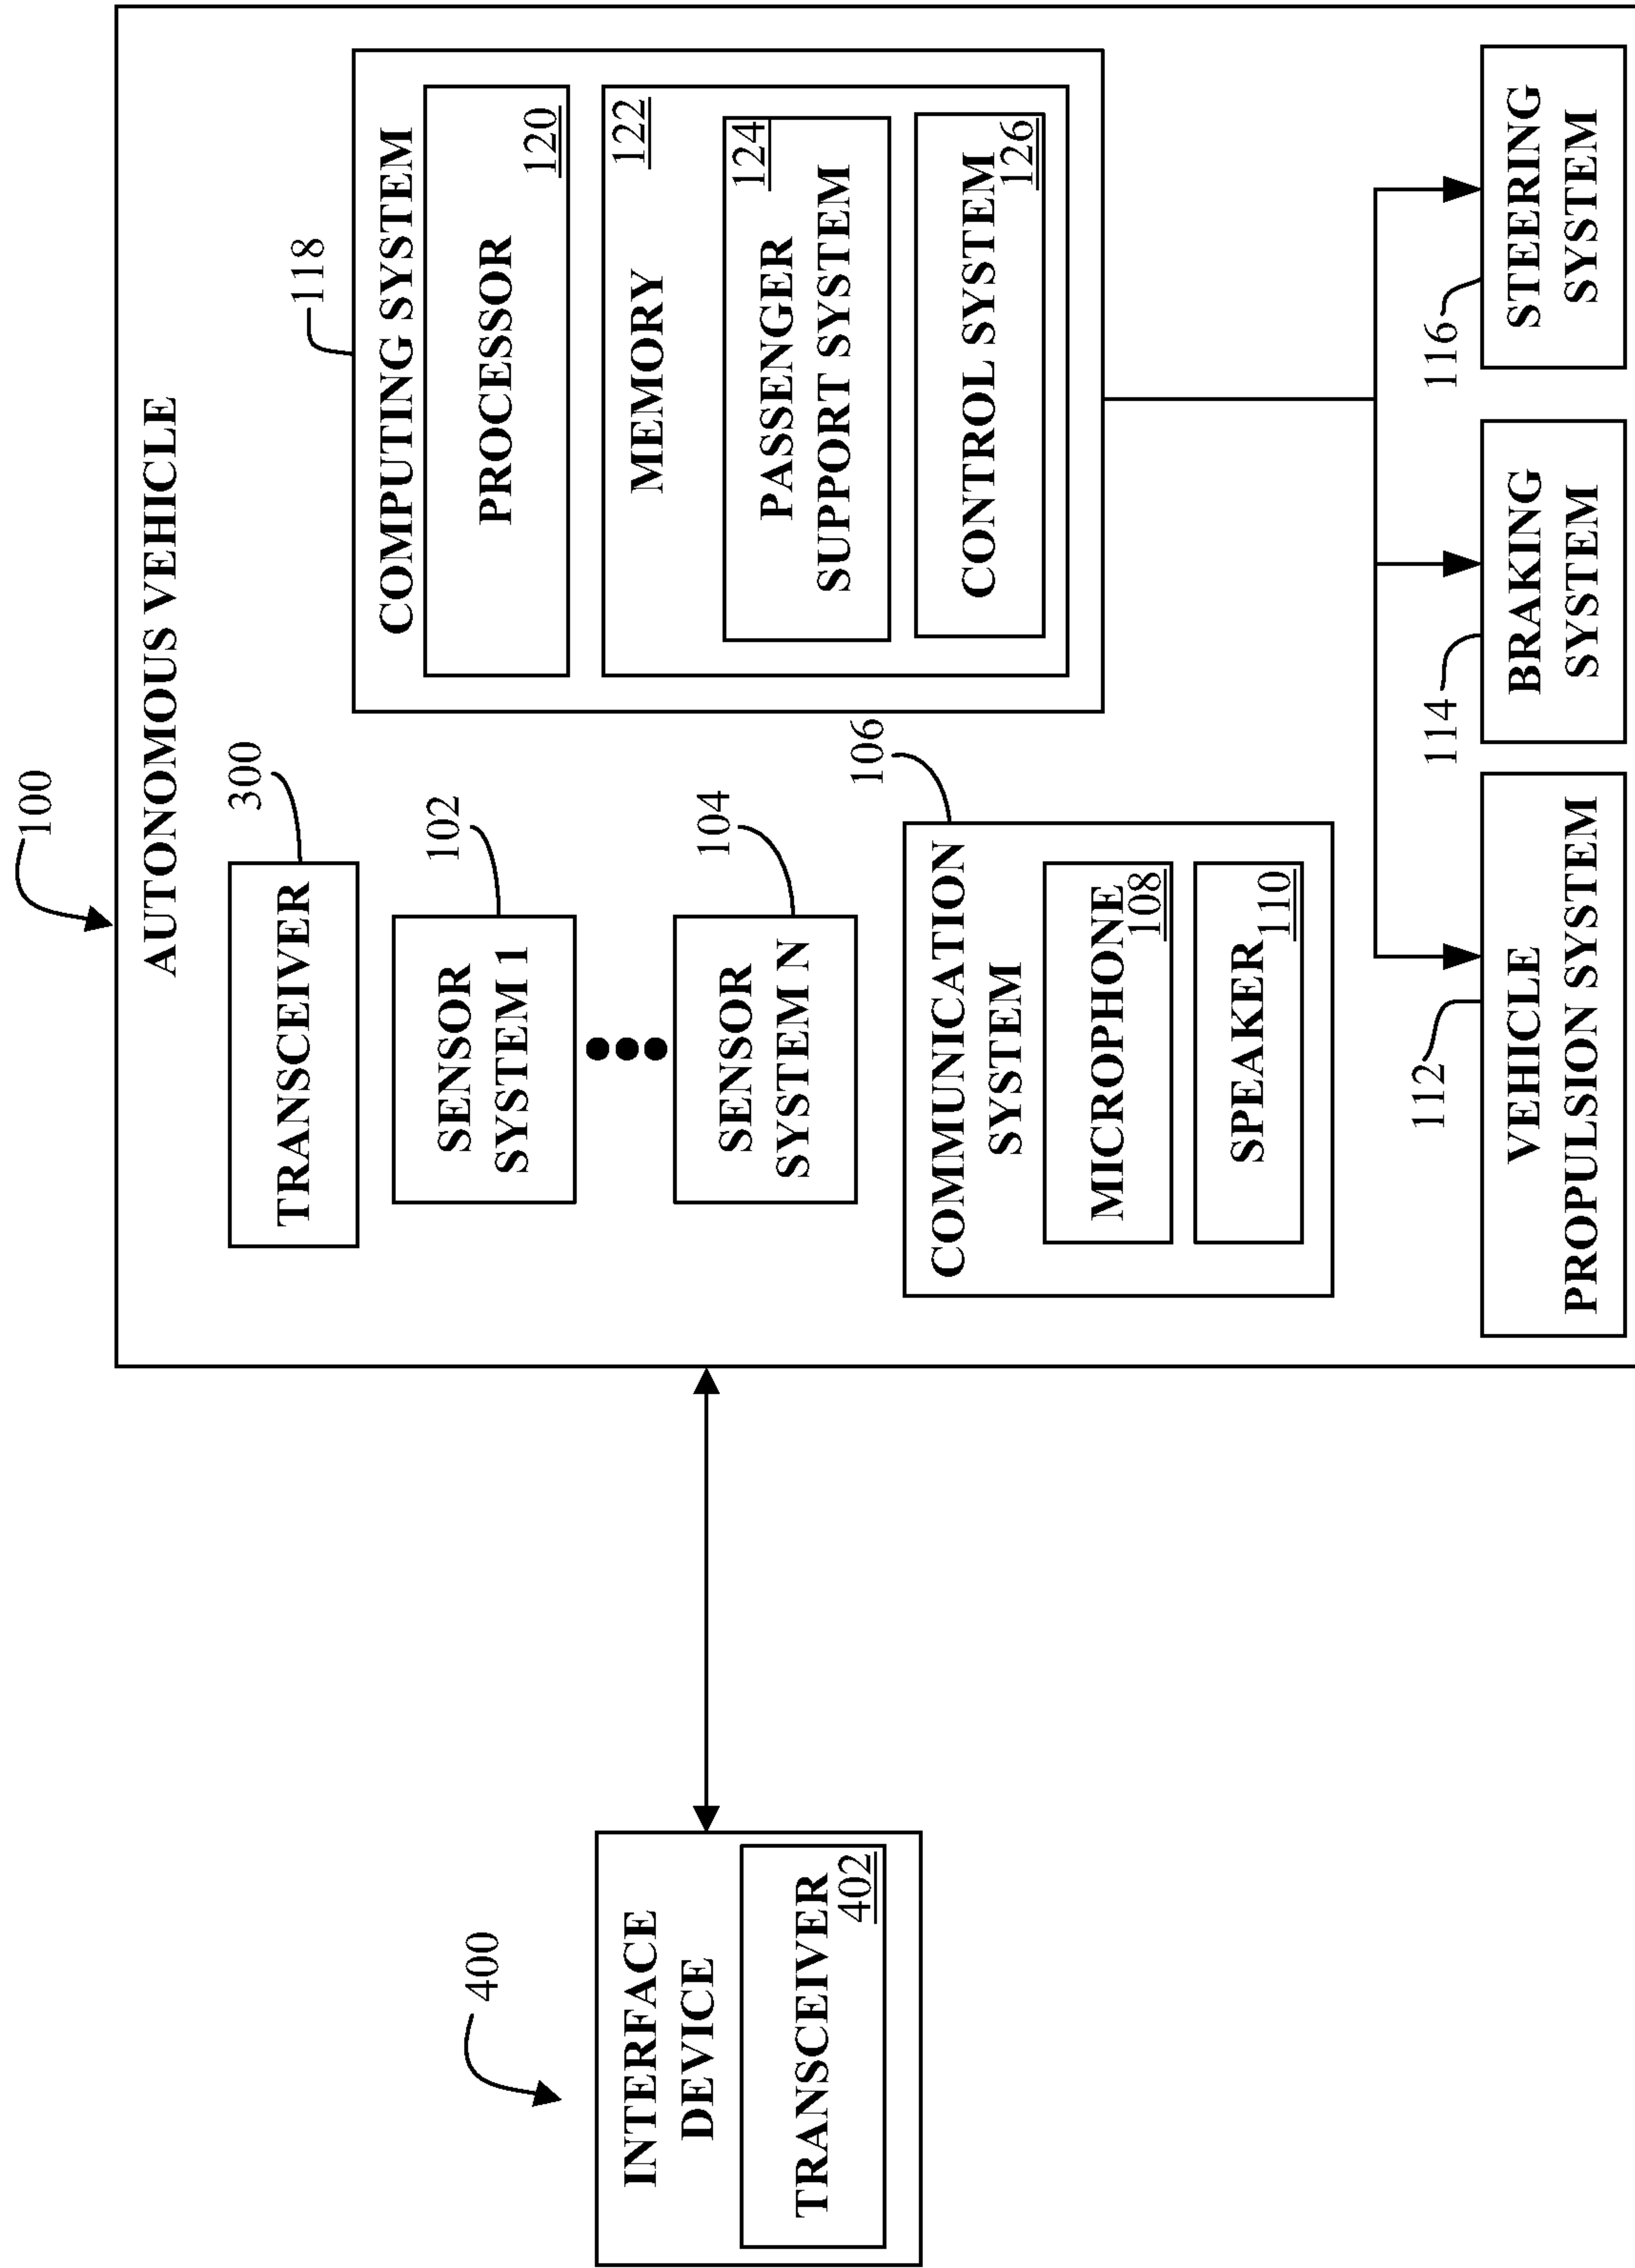 100
AUTONOMOUS VEHICLE
TRANSCEIVER
300
SENSOR
SYSTEM 1
102
SENSOR
SYSTEM N
104
COMMUNICATION
SYSTEM
106
MICROPHONE
108
SPEAKER
110
118
COMPUTING SYSTEM
PROCESSOR
120
MEMORY
122
PASSENGER
SUPPORT SYSTEM
124
CONTROL SYSTEM
126
112
VEHICLE
PROPULSION SYSTEM
114
BRAKING
SYSTEM
116
STEERING
SYSTEM
400
INTERFACE
DEVICE
TRANSCEIVER
402